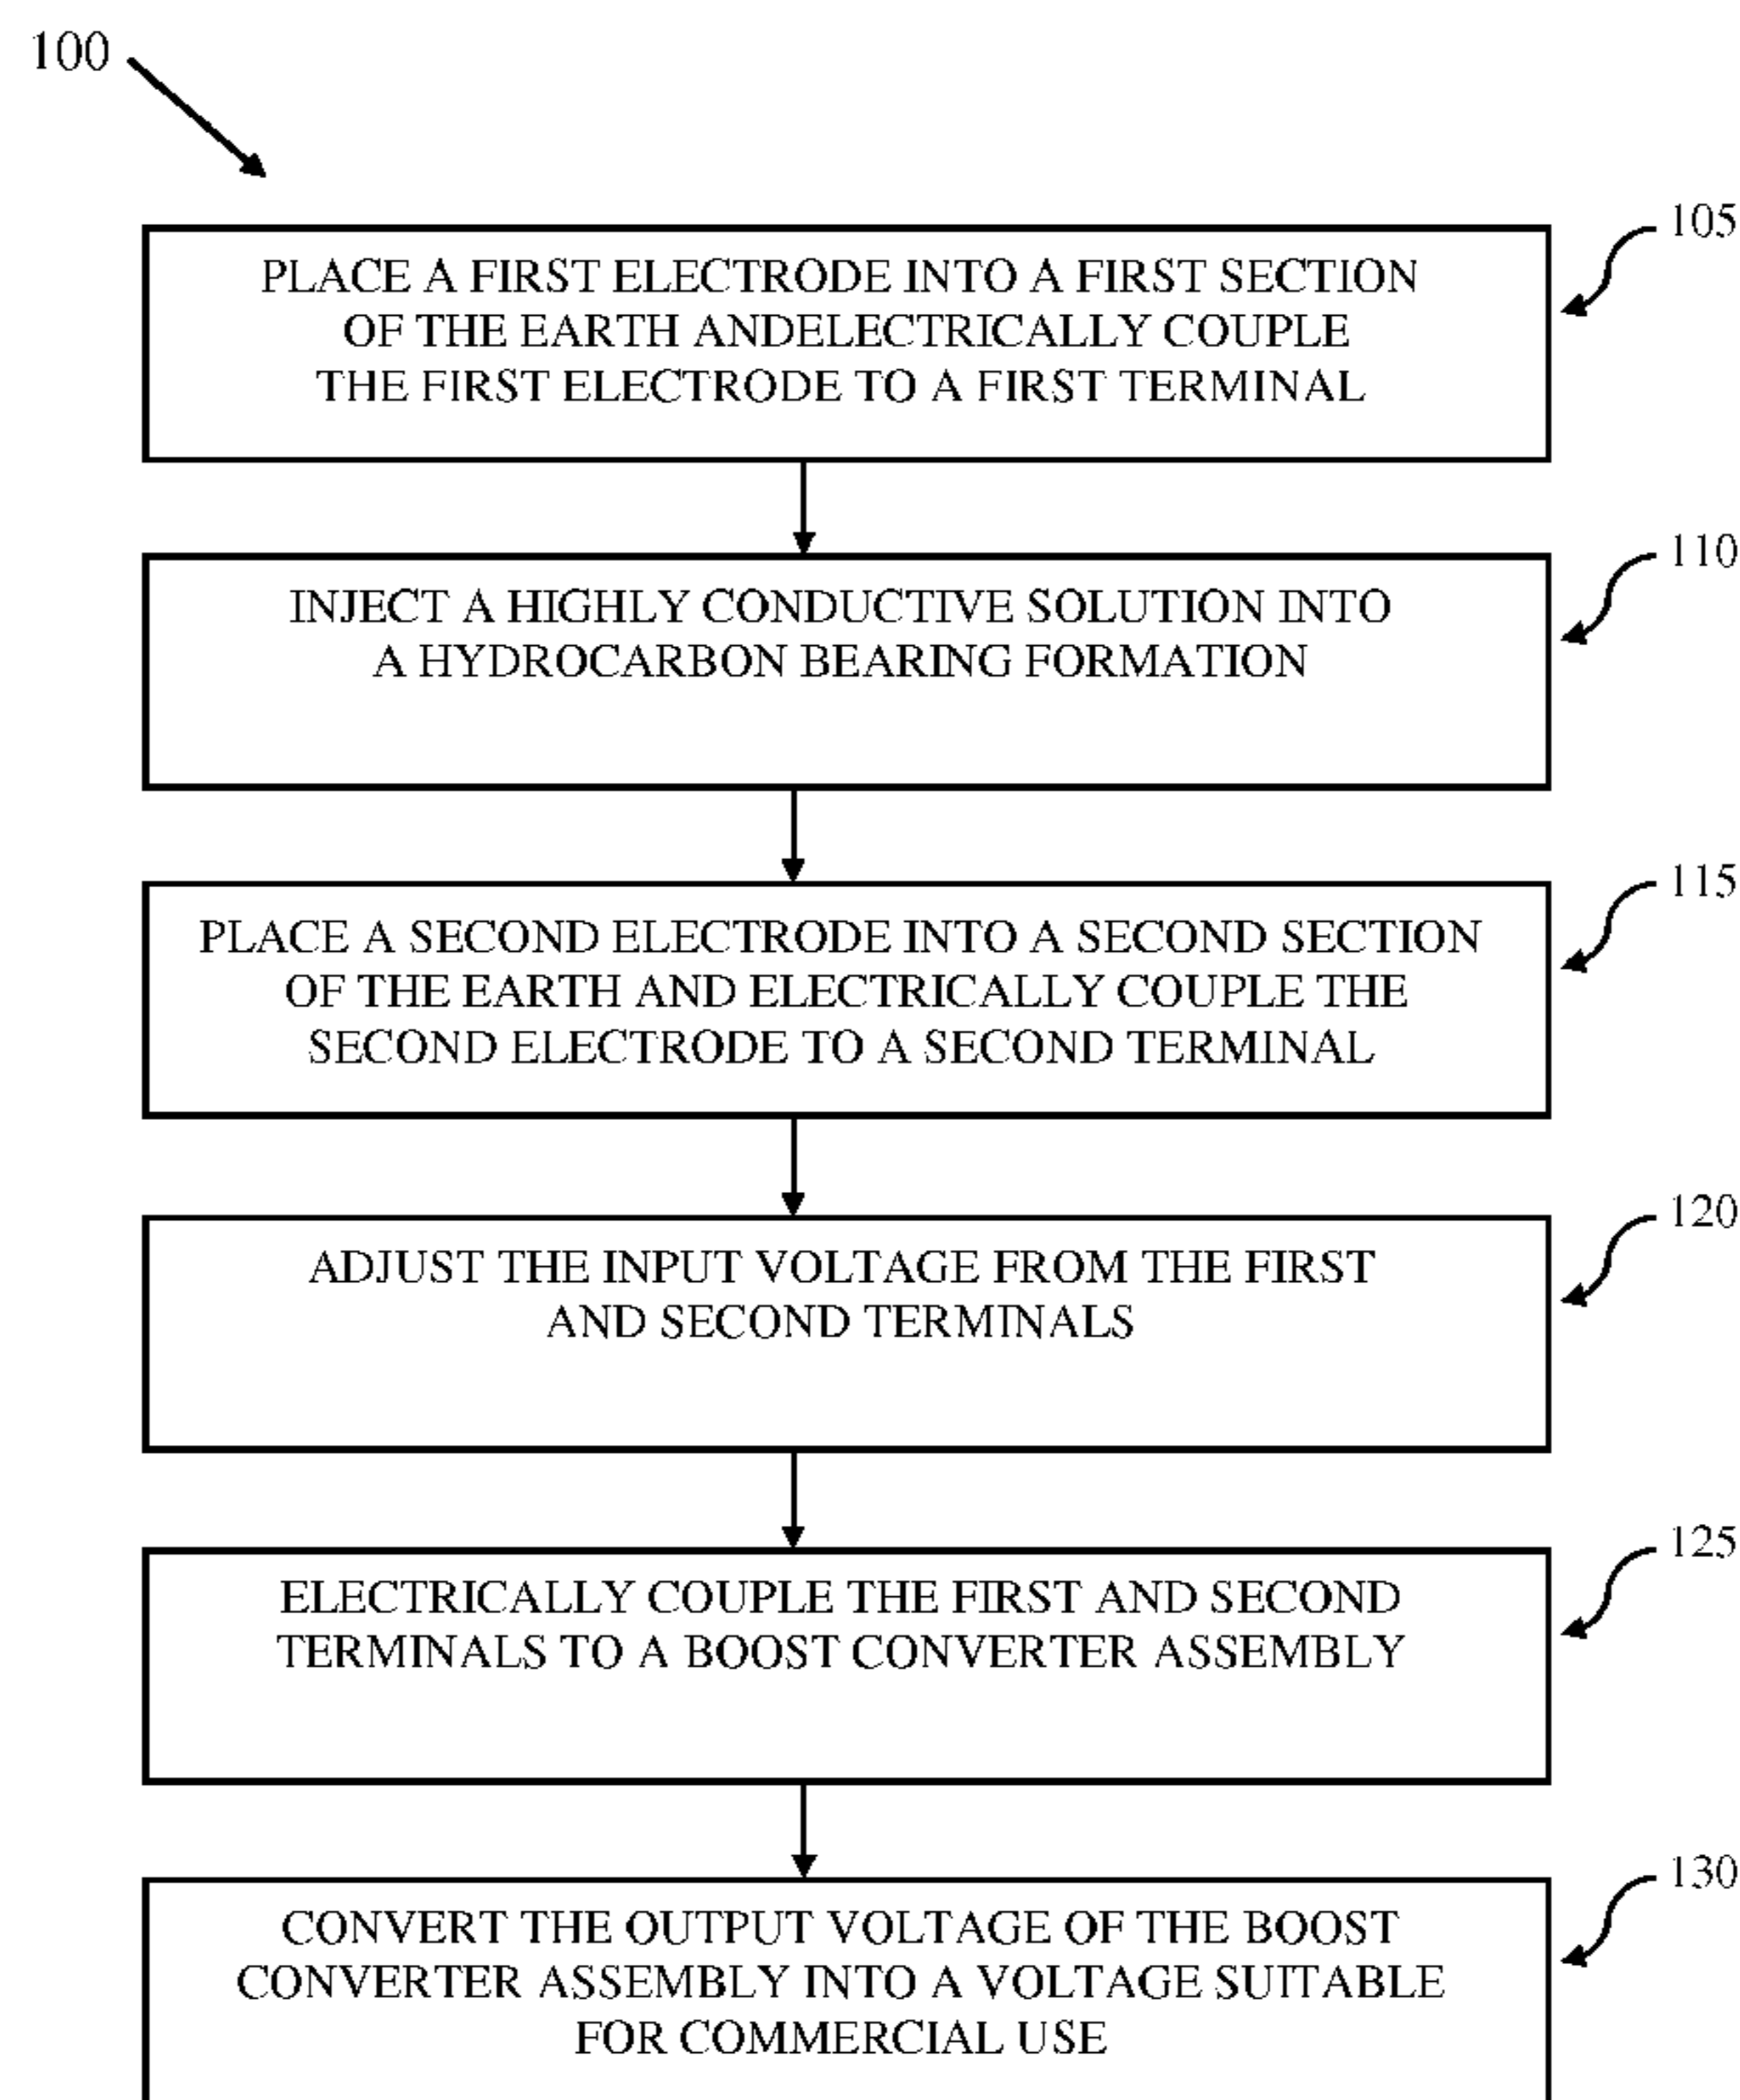 100
105
PLACE A FIRST ELECTRODE INTO A FIRST SECTION
OF THE EARTH ANDELECTRICALLY COUPLE
THE FIRST ELECTRODE TO A FIRST TERMINAL
110
INJECT A HIGHLY CONDUCTIVE SOLUTION INTO
A HYDROCARBON BEARING FORMATION
115
PLACE A SECOND ELECTRODE INTO A SECOND SECTION
OF THE EARTH AND ELECTRICALLY COUPLE THE
SECOND ELECTRODE TO A SECOND TERMINAL
120
ADJUST THE INPUT VOLTAGE FROM THE FIRST
AND SECOND TERMINALS
125
ELECTRICALLY COUPLE THE FIRST AND SECOND
TERMINALS TO A BOOST CONVERTER ASSEMBLY
130
CONVERT THE OUTPUT VOLTAGE OF THE BOOST
CONVERTER ASSEMBLY INTO A VOLTAGE SUITABLE
FOR COMMERCIAL USE